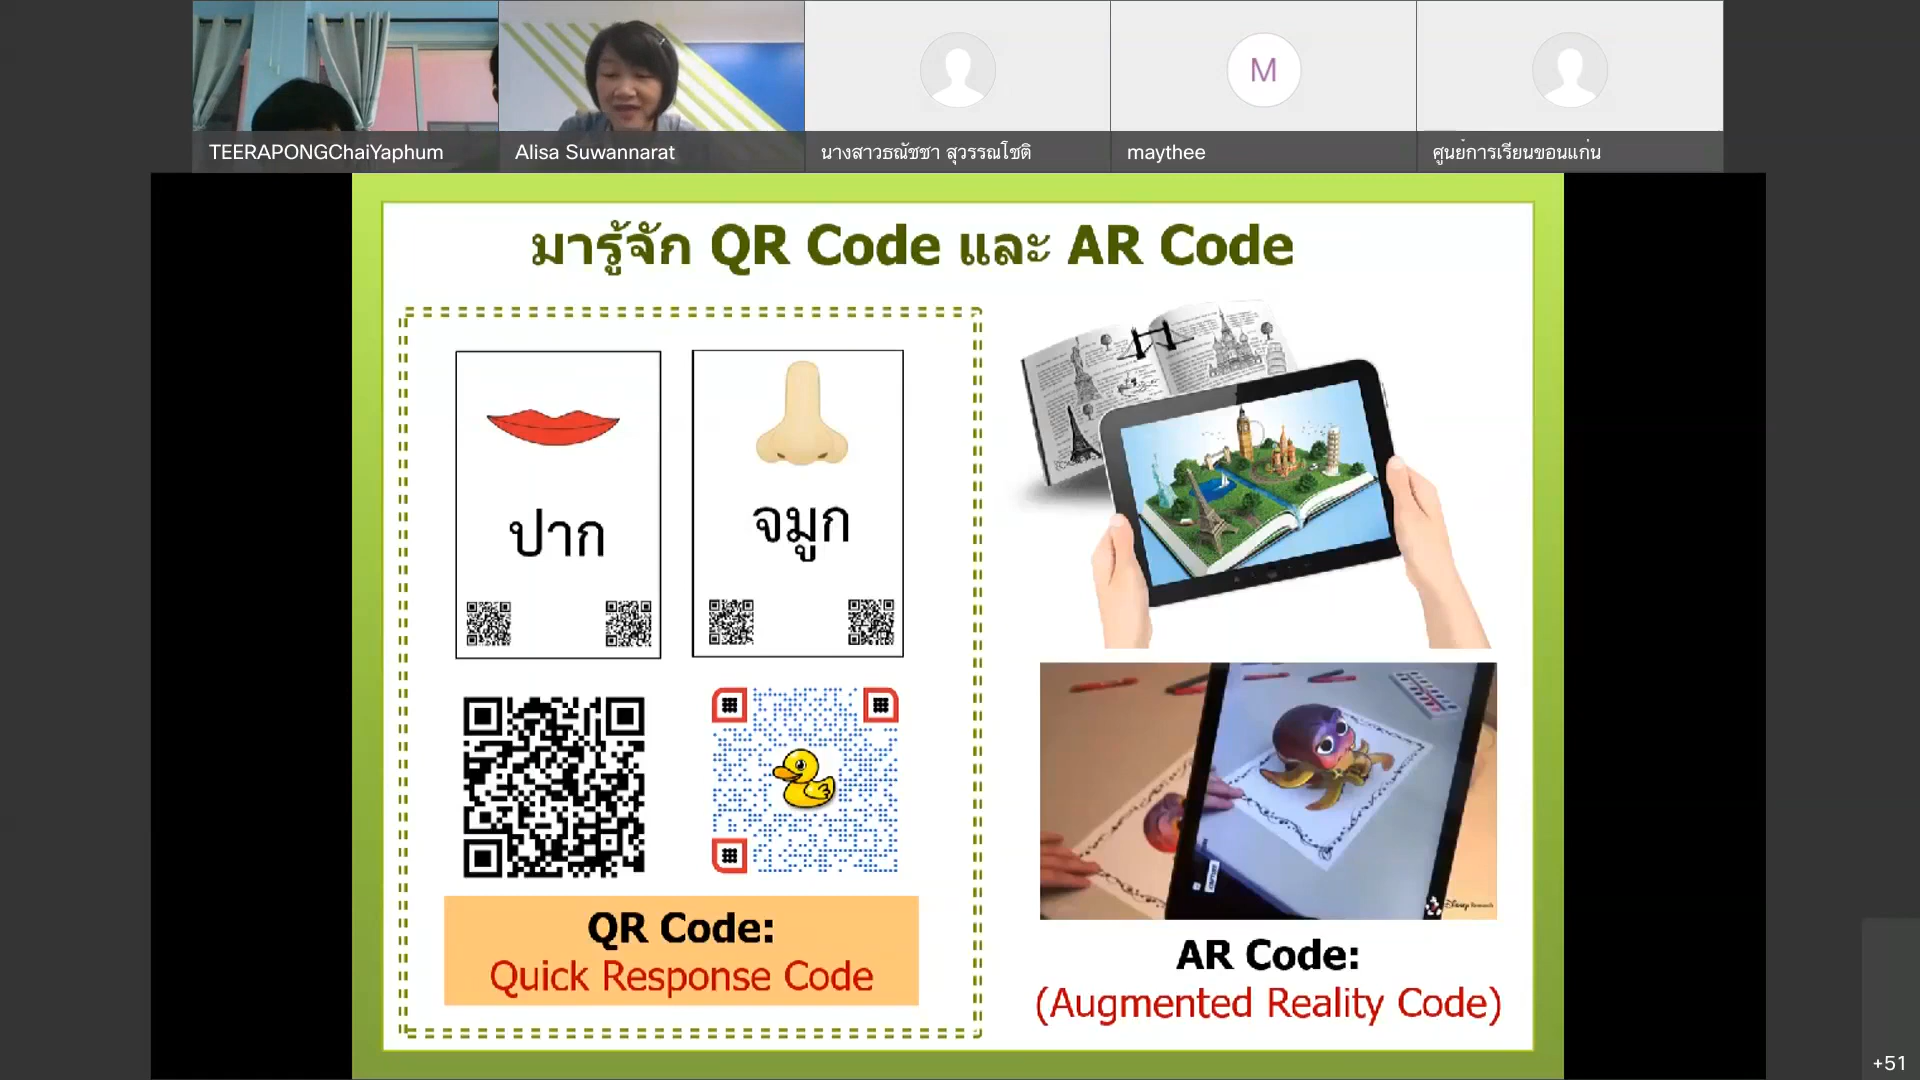 TEERAPONGChaiYaphum
Alisa Suwannarat
นางสาวธณัชชา สุวรรณโชติ
M
maythee
ศูนย์การเรียนขอนแก่น
มารู้จัก QR Code และ AR Code
ปาก
จมูก
QR Code:
Quick Response Code
Disney Research
AR Code:
(Augmented Reality Code)
+51